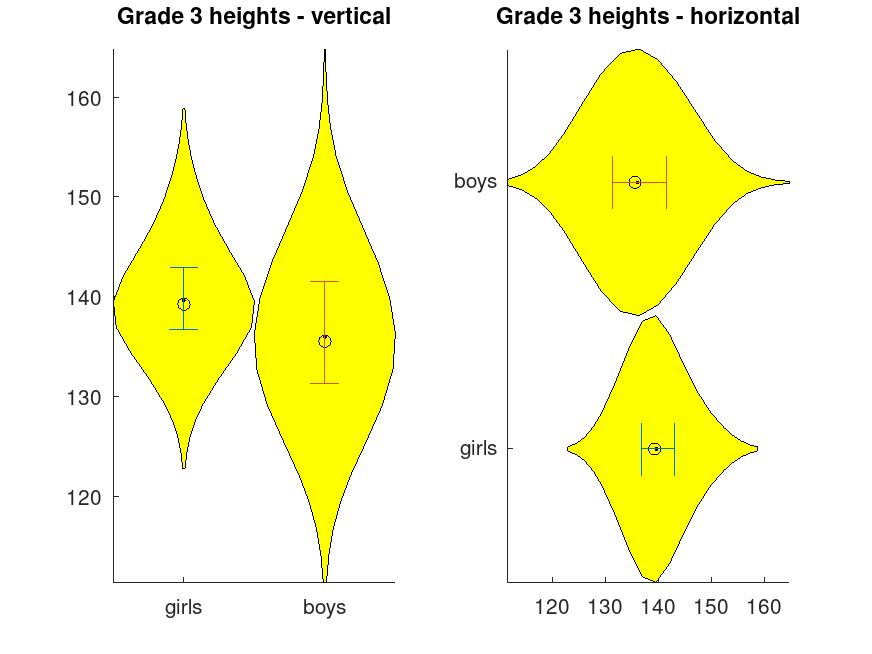 Grade 3 heights - vertical
160
150
140
130
120
girls boys
Grade 3 heights - horizontal
boys
girls
120 130 140 150 160